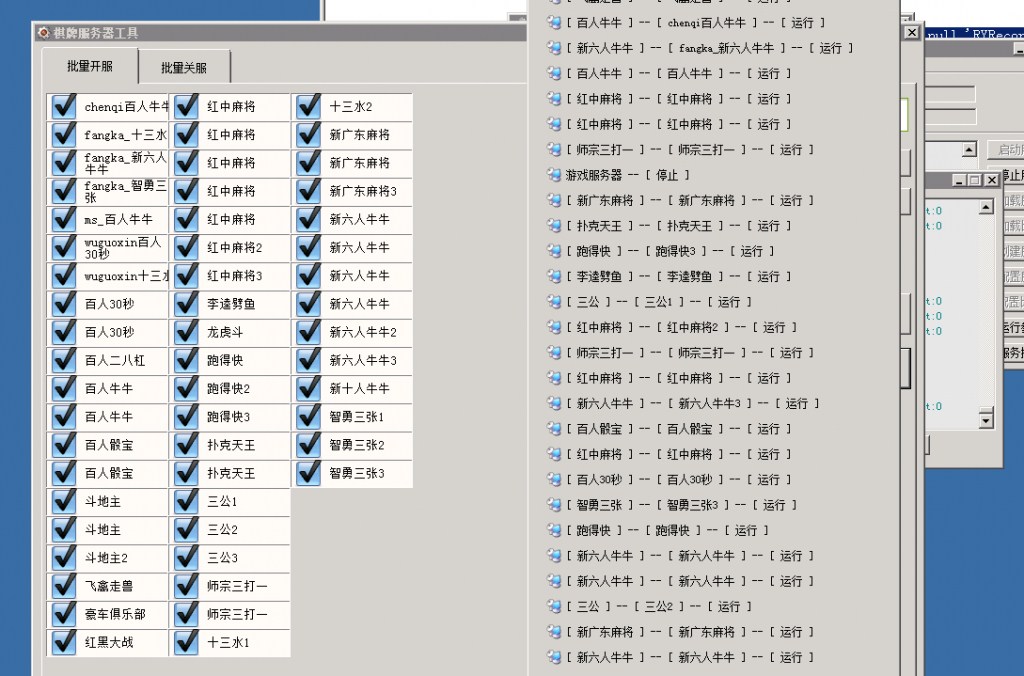 棋牌服务器工具
批量开服
批量关服
chenqi百人牛牛
fangka_十三水
fangka_新六人牛牛
fangka_智勇三张
ms_百人牛牛
wuguoxin百人30秒
wuguoxin十三水
百人30秒
百人30秒
百人二八杠
百人牛牛
百人牛牛
百人骰宝
百人骰宝
斗地主
斗地主
斗地主2
飞禽走兽
豪车俱乐部
红黑大战
红中麻将
红中麻将
红中麻将
红中麻将
红中麻将
红中麻将2
红中麻将3
李逵劈鱼
龙虎斗
跑得快
跑得快2
跑得快3
扑克天王
扑克天王
三公1
三公2
三公3
师宗三打一
师宗三打一
十三水1
十三水2
新广东麻将
新广东麻将
新广东麻将3
新六人牛牛
新六人牛牛
新六人牛牛
新六人牛牛
新六人牛牛2
新六人牛牛3
新十人牛牛
智勇三张1
智勇三张2
智勇三张3
[ 百人牛牛 ] -- [ chenqi百人牛牛 ] -- [ 运行 ]
[ 新六人牛牛 ] -- [ fangka_新六人牛牛 ] -- [ 运行 ]
[ 百人牛牛 ] -- [ 百人牛牛 ] -- [ 运行 ]
[ 红中麻将 ] -- [ 红中麻将 ] -- [ 运行 ]
[ 红中麻将 ] -- [ 红中麻将 ] -- [ 运行 ]
[ 师宗三打一 ] -- [ 师宗三打一 ] -- [ 运行 ]
游戏服务器 -- [ 停止 ]
[ 新广东麻将 ] -- [ 新广东麻将 ] -- [ 运行 ]
[ 扑克天王 ] -- [ 扑克天王 ] -- [ 运行 ]
[ 跑得快 ] -- [ 跑得快3 ] -- [ 运行 ]
[ 李逵劈鱼 ] -- [ 李逵劈鱼 ] -- [ 运行 ]
[ 三公 ] -- [ 三公1 ] -- [ 运行 ]
[ 红中麻将 ] -- [ 红中麻将2 ] -- [ 运行 ]
[ 师宗三打一 ] -- [ 师宗三打一 ] -- [ 运行 ]
[ 红中麻将 ] -- [ 红中麻将 ] -- [ 运行 ]
[ 新六人牛牛 ] -- [ 新六人牛牛3 ] -- [ 运行 ]
[ 百人骰宝 ] -- [ 百人骰宝 ] -- [ 运行 ]
[ 红中麻将 ] -- [ 红中麻将 ] -- [ 运行 ]
[ 百人30秒 ] -- [ 百人30秒 ] -- [ 运行 ]
[ 智勇三张 ] -- [ 智勇三张3 ] -- [ 运行 ]
[ 跑得快 ] -- [ 跑得快 ] -- [ 运行 ]
[ 新六人牛牛 ] -- [ 新六人牛牛 ] -- [ 运行 ]
[ 新六人牛牛 ] -- [ 新六人牛牛 ] -- [ 运行 ]
[ 三公 ] -- [ 三公2 ] -- [ 运行 ]
[ 新广东麻将 ] -- [ 新广东麻将 ] -- [ 运行 ]
[ 新六人牛牛 ] -- [ 新六人牛牛 ] -- [ 运行 ]
null 'RYRecor
启动
t:0
t:0
t:0
t:0
t:0
t:0